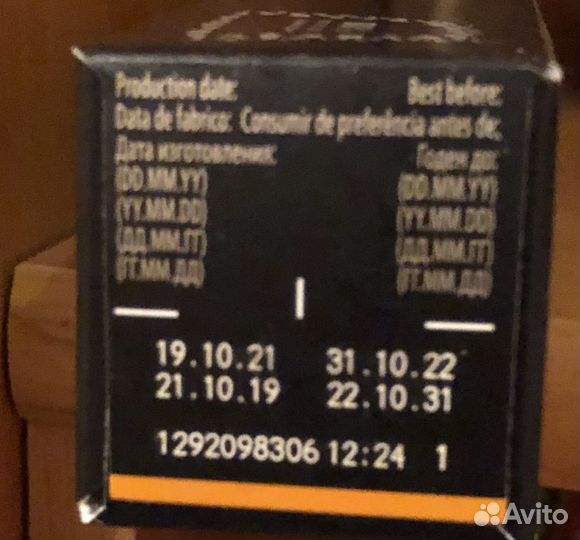 Production date: Best before:
Data de fabrico: Consumir de preferência antes de:
Дата изготовления: Годен до:
(DD.MM.YY) (DD.MM.YY)
(YY.MM.DD) (YY.MM.DD)
(ДД.ММ.ГГ) (ДД.ММ.ГГ)
(ГГ.ММ.ДД) (ГГ.ММ.ДД)
19.10.21 31.10.22
21.10.19 22.10.31
1292098306 12:24 1
Avito